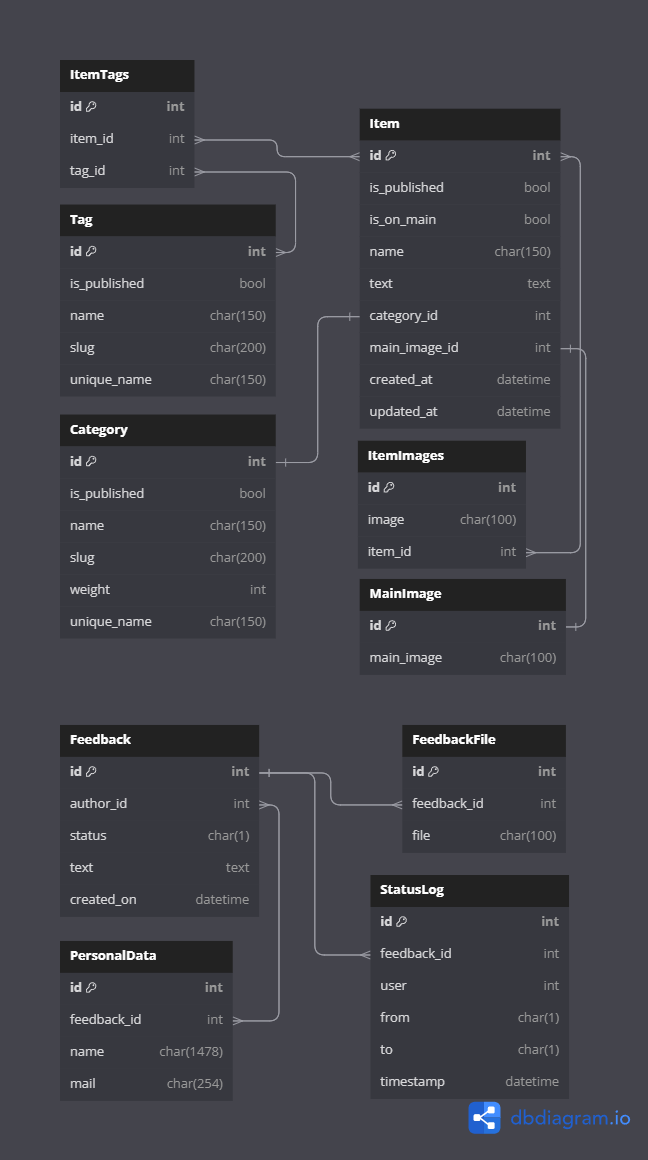 ItemTags
id int
item_id int
tag_id int
Tag
id int
is_published bool
name char(150)
slug char(200)
unique_name char(150)
Category
id int
is_published bool
name char(150)
slug char(200)
weight int
unique_name char(150)
Item
id int
is_published bool
is_on_main bool
name char(150)
text text
category_id int
main_image_id int
created_at datetime
updated_at datetime
ItemImages
id int
image char(100)
item_id int
MainImage
id int
main_image char(100)
Feedback
id int
author_id int
status char(1)
text text
created_on datetime
PersonalData
id int
feedback_id int
name char(1478)
mail char(254)
FeedbackFile
id int
feedback_id int
file char(100)
StatusLog
id int
feedback_id int
user int
from char(1)
to char(1)
timestamp datetime
dbdiagram.io